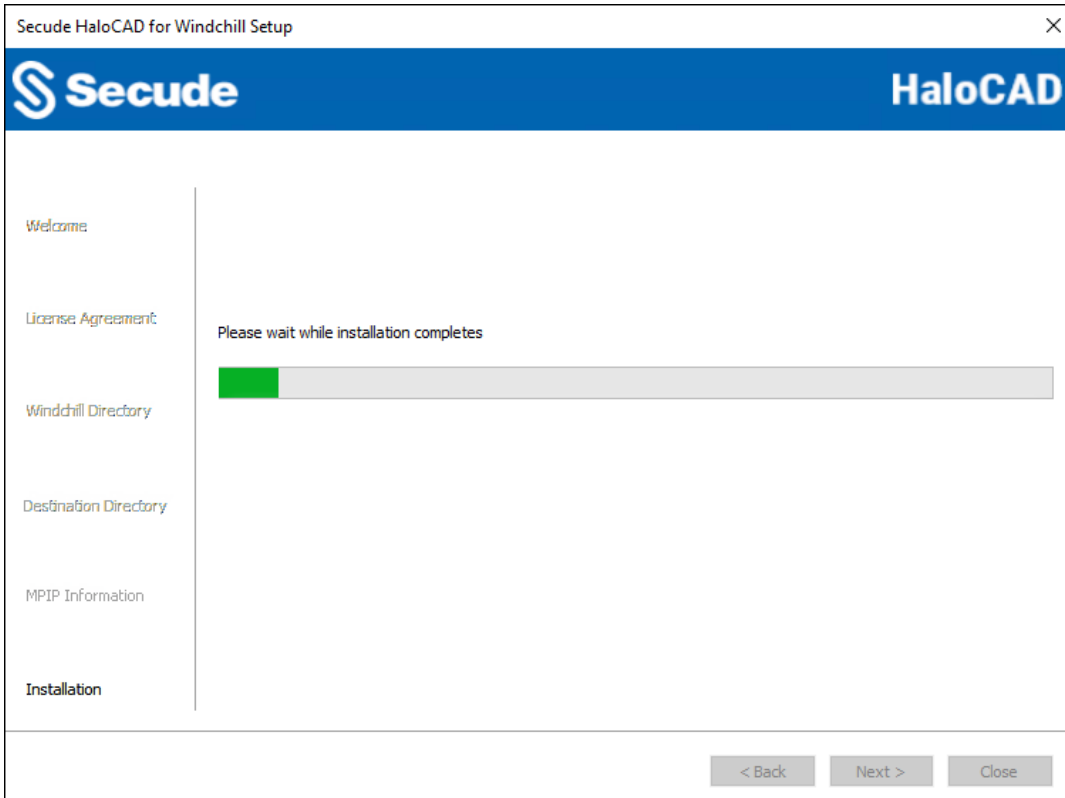 Secude HaloCAD for Windchill Setup
Secude
HaloCAD
Welcome
License Agreement
Windchill Directory
Destination Directory
MPIP Information
Installation
Please wait while installation completes
< Back
Next >
Close